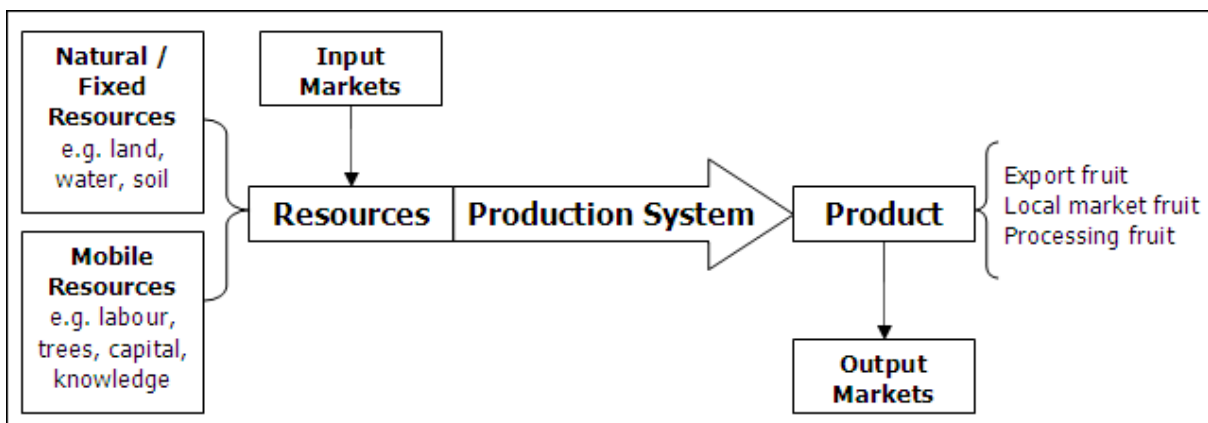 Natural /
Fixed
Resources
e.g. land,
water, soil
Input
Markets
Mobile
Resources
e.g. labour,
trees, capital,
knowledge
Resources
Production System
Product
Export fruit
Local market fruit
Processing fruit
Output
Markets